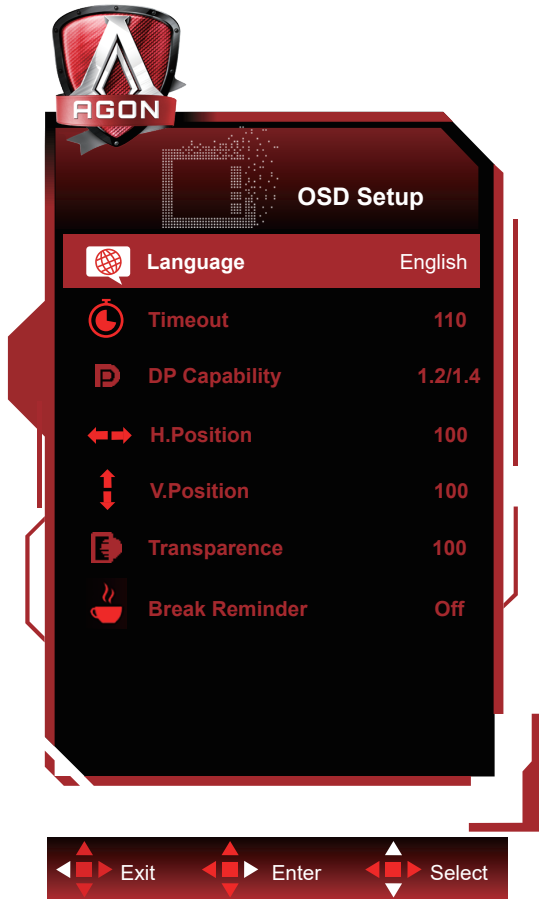 AGON
OSD Setup
Language English
Timeout 110
DP Capability 1.2/1.4
H.Position 100
V.Position 100
Transparence 100
Break Reminder Off
Exit Enter Select